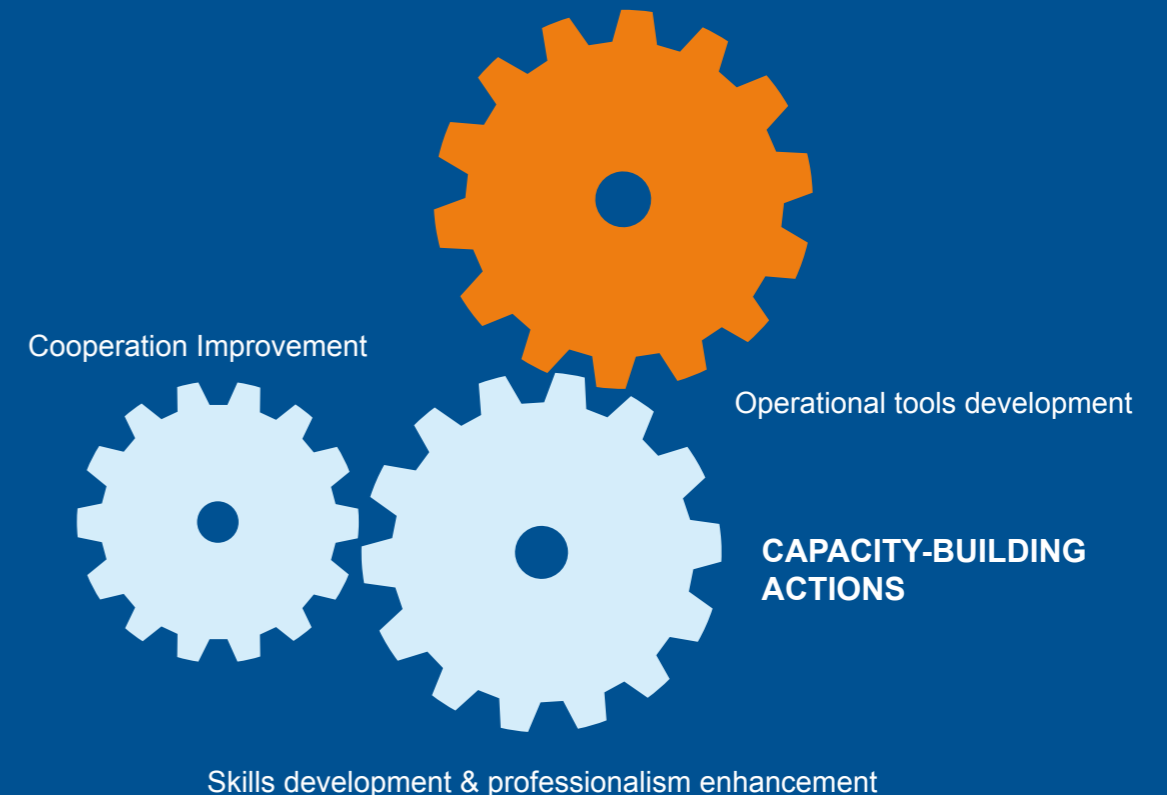 Cooperation Improvement
Operational tools development
CAPACITY-BUILDING
ACTIONS
Skills development & professionalism enhancement